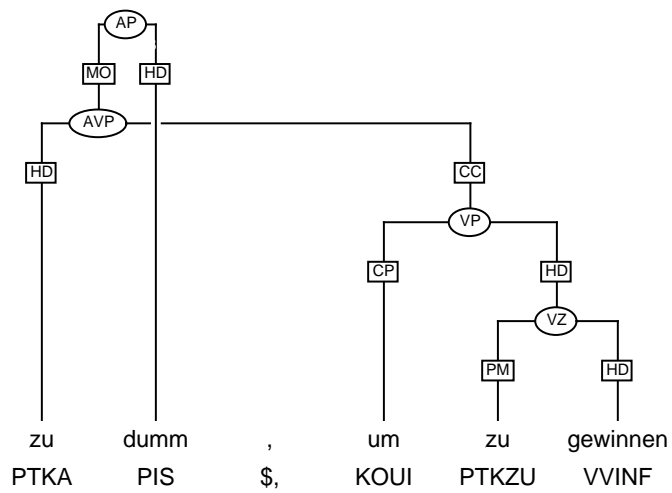 AP
MO HD
AVP
HD CC
VP
CP HD
VZ
PM HD
zu dumm , um zu gewinnen
PTKA PIS $, KOUI PTKZU VVINF